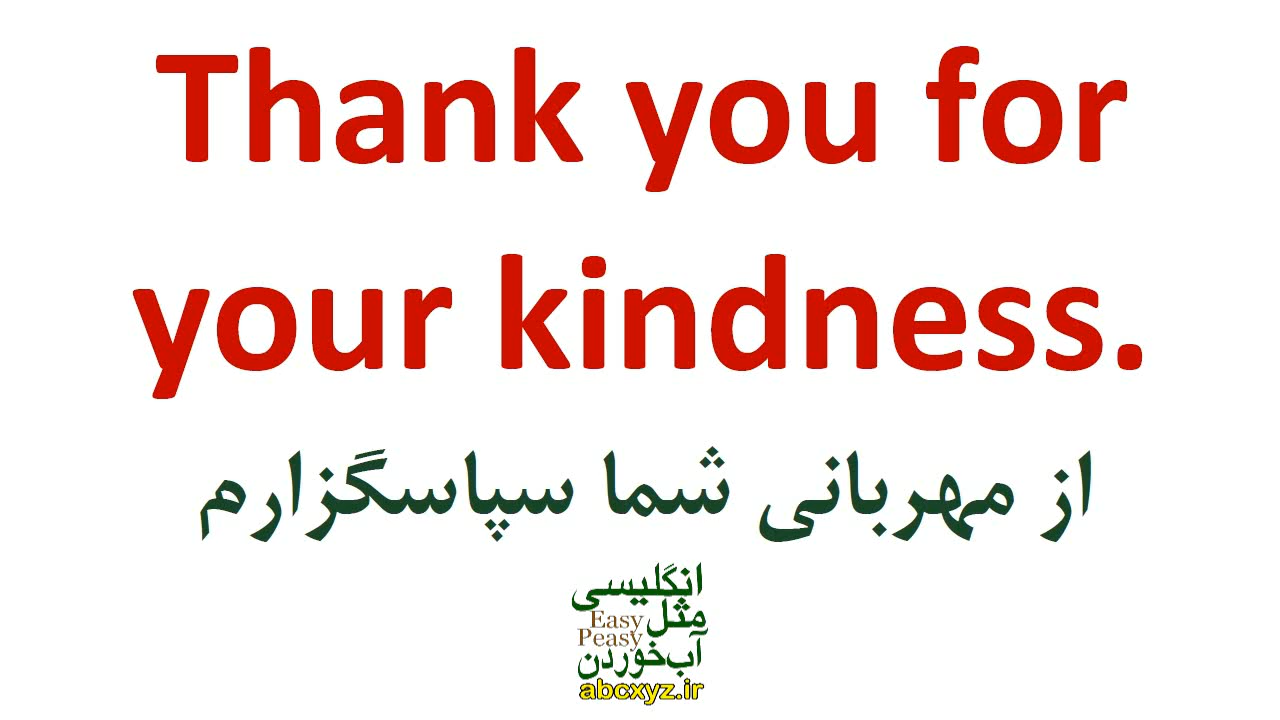 Thank you for
your kindness.
از مهربانی شما سپاسگزارم
انگلیسی
مثل
Easy
Peasy
آب‌خوردن
abcxyz.ir